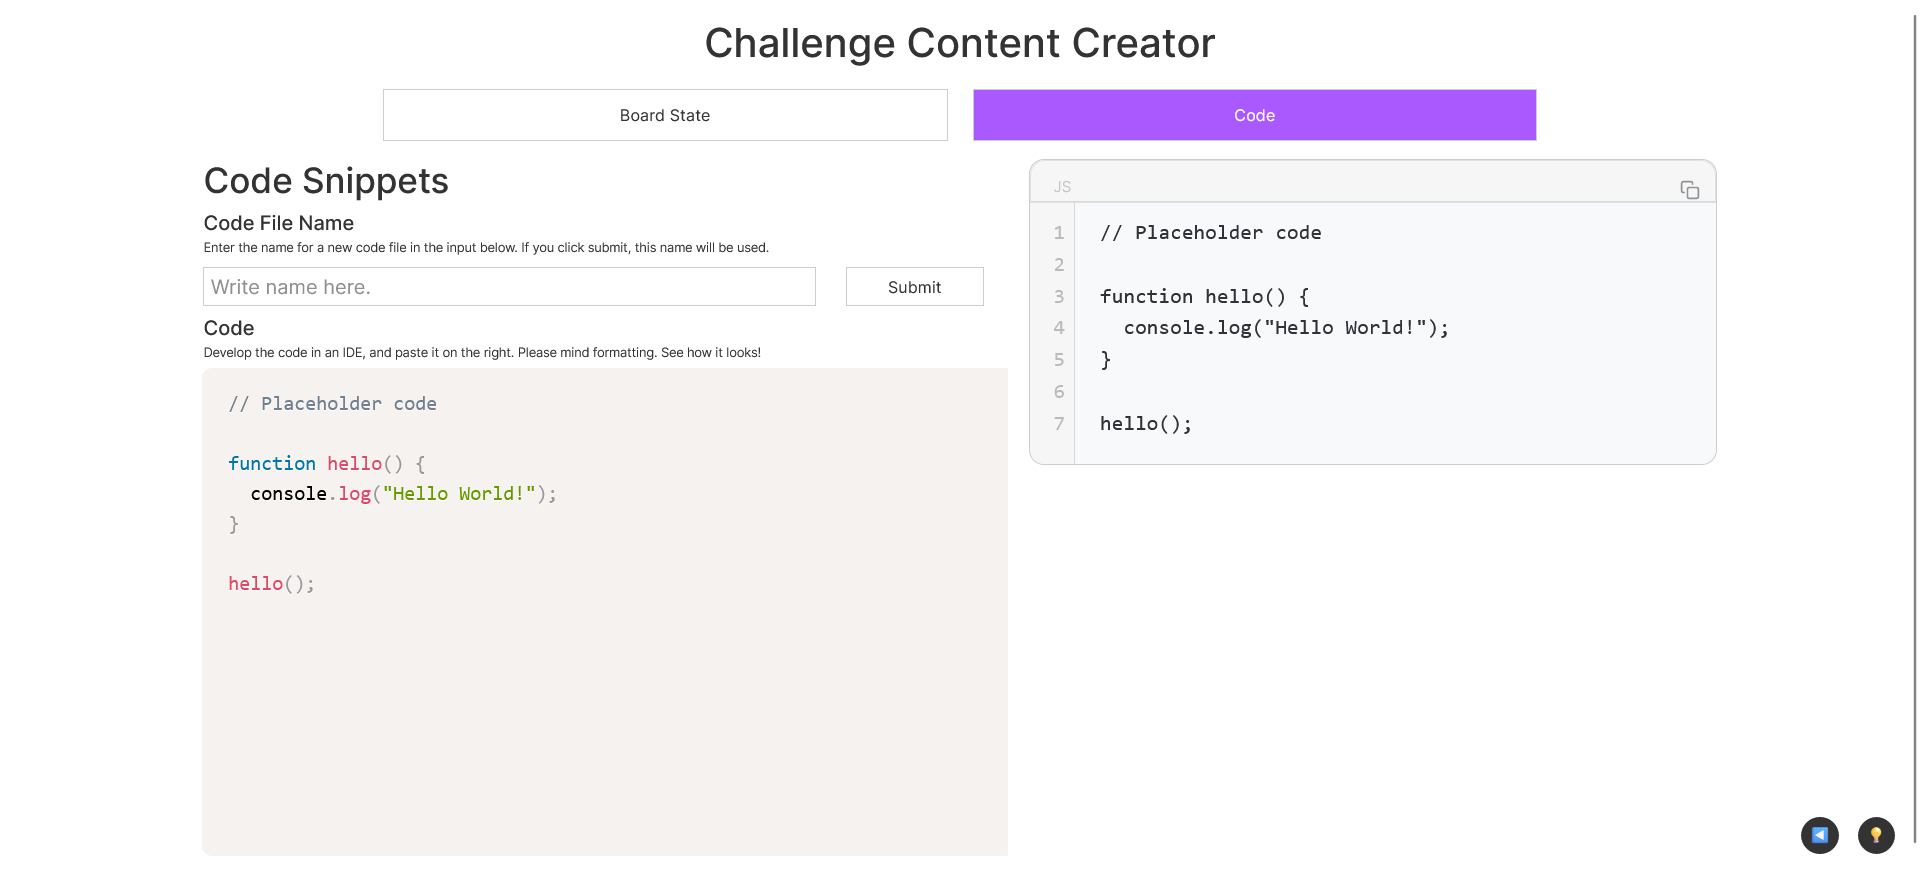 Challenge Content Creator
Board State
Code
Code Snippets
Code File Name
Enter the name for a new code file in the input below. If you click submit, this name will be used.
Write name here.
Submit
Code
Develop the code in an IDE, and paste it on the right. Please mind formatting. See how it looks!
// Placeholder code
function hello() {
  console.log("Hello World!");
}
hello();
JS
1 // Placeholder code
2
3 function hello() {
4   console.log("Hello World!");
5 }
6
7 hello();